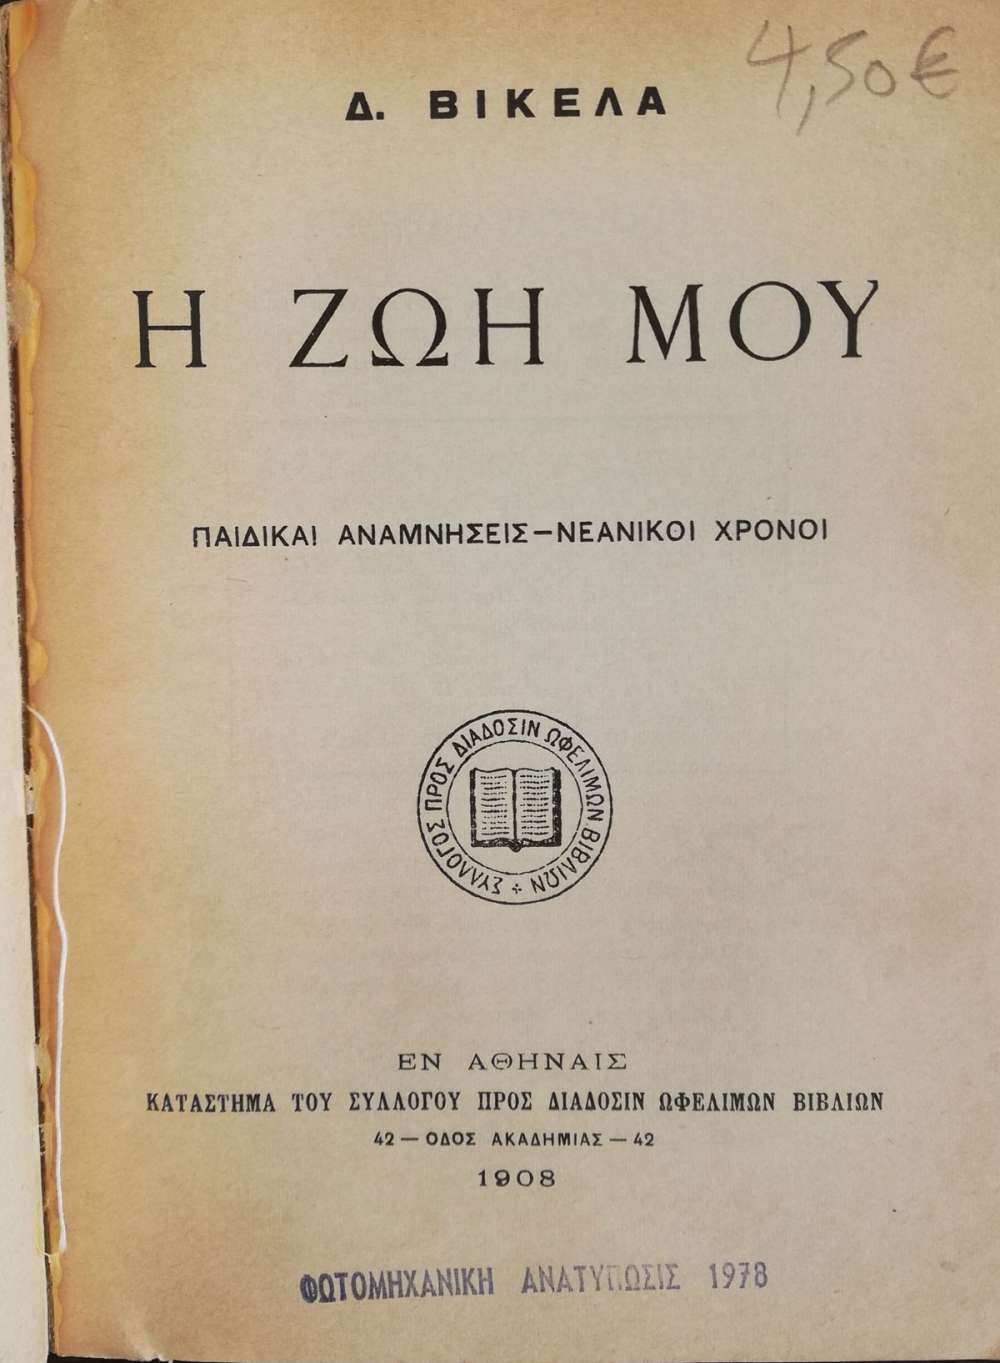 4,50€
Δ. ΒΙΚΕΛΑ
Η ΖΩΗ ΜΟΥ
ΠΑΙΔΙΚΑΙ ΑΝΑΜΝΗΣΕΙΣ—ΝΕΑΝΙΚΟΙ ΧΡΟΝΟΙ
ΣΥΛΛΟΓΟΣ ΠΡΟΣ ΔΙΑΔΟΣΙΝ ΩΦΕΛΙΜΩΝ ΒΙΒΛΙΩΝ
ΕΝ ΑΘΗΝΑΙΣ
ΚΑΤΑΣΤΗΜΑ ΤΟΥ ΣΥΛΛΟΓΟΥ ΠΡΟΣ ΔΙΑΔΟΣΙΝ ΩΦΕΛΙΜΩΝ ΒΙΒΛΙΩΝ
42 — ΟΔΟΣ ΑΚΑΔΗΜΙΑΣ — 42
1908
ΦΩΤΟΜΗΧΑΝΙΚΗ ΑΝΑΤΥΠΩΣΙΣ 1978